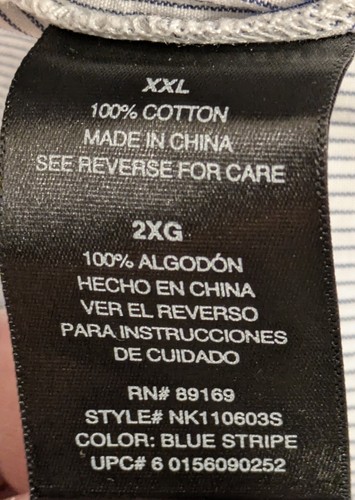 XXL
100% COTTON
MADE IN CHINA
SEE REVERSE FOR CARE
2XG
100% ALGODÓN
HECHO EN CHINA
VER EL REVERSO
PARA INSTRUCCIONES
DE CUIDADO
RN# 89169
STYLE# NK110603S
COLOR: BLUE STRIPE
UPC# 6 0156090252